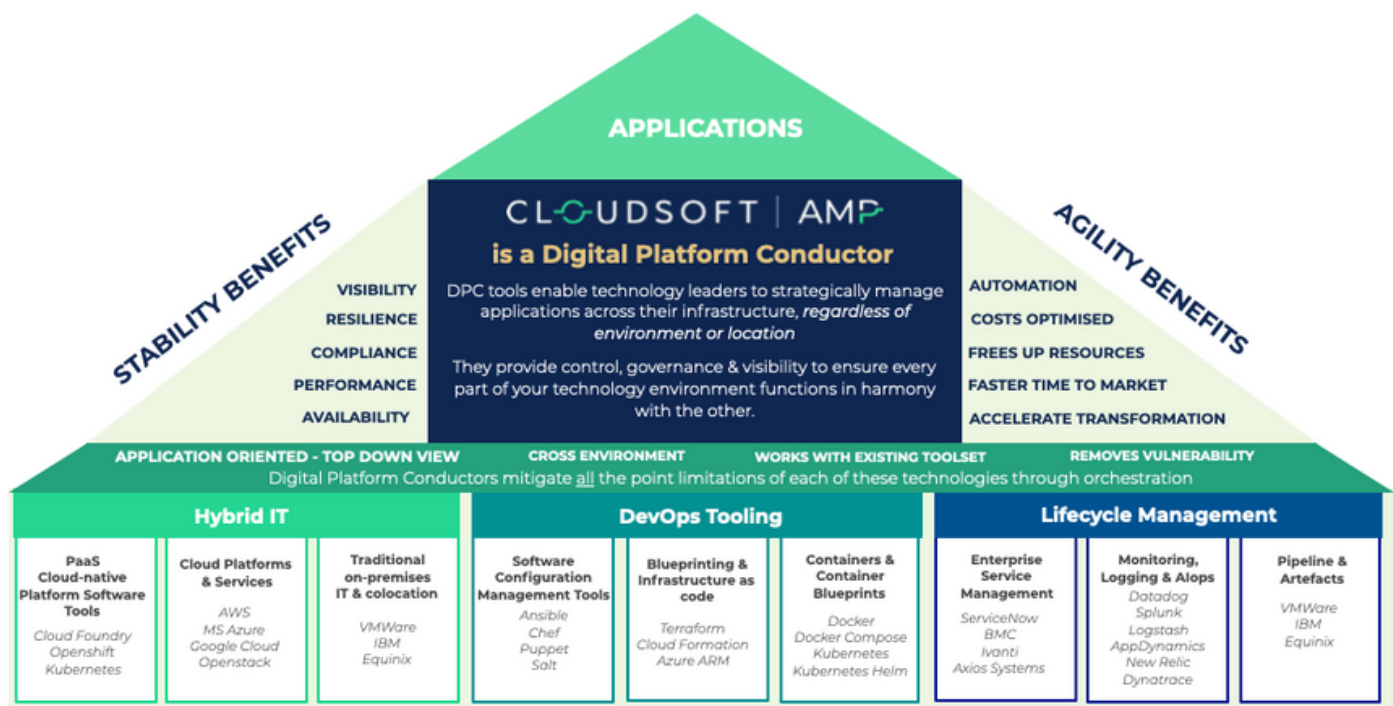 APPLICATIONS
CLOUDSOFT | AMP
is a Digital Platform Conductor
DPC tools enable technology leaders to strategically manage
applications across their infrastructure, regardless of
environment or location
They provide control, governance & visibility to ensure every
part of your technology environment functions in harmony
with the other.
STABILITY BENEFITS
VISIBILITY
RESILIENCE
COMPLIANCE
PERFORMANCE
AVAILABILITY
AGILITY BENEFITS
AUTOMATION
COSTS OPTIMISED
FREES UP RESOURCES
FASTER TIME TO MARKET
ACCELERATE TRANSFORMATION
APPLICATION ORIENTED - TOP DOWN VIEW
CROSS ENVIRONMENT
WORKS WITH EXISTING TOOLSET
REMOVES VULNERABILITY
Digital Platform Conductors mitigate all the point limitations of each of these technologies through orchestration
Hybrid IT
PaaS
Cloud-native
Platform Software
Tools
Cloud Foundry
Openshift
Kubernetes
Cloud Platforms
& Services
AWS
MS Azure
Google Cloud
Openstack
Traditional
on-premises
IT & colocation
VMWare
IBM
Equinix
DevOps Tooling
Software
Configuration
Management Tools
Ansible
Chef
Puppet
Salt
Blueprinting &
Infrastructure as
code
Terraform
Cloud Formation
Azure ARM
Containers &
Container
Blueprints
Docker
Docker Compose
Kubernetes
Kubernetes Helm
Lifecycle Management
Enterprise
Service
Management
ServiceNow
BMC
Ivanti
Axios Systems
Monitoring,
Logging & AIops
Datadog
Splunk
Logstash
AppDynamics
New Relic
Dynatrace
Pipeline &
Artefacts
VMWare
IBM
Equinix